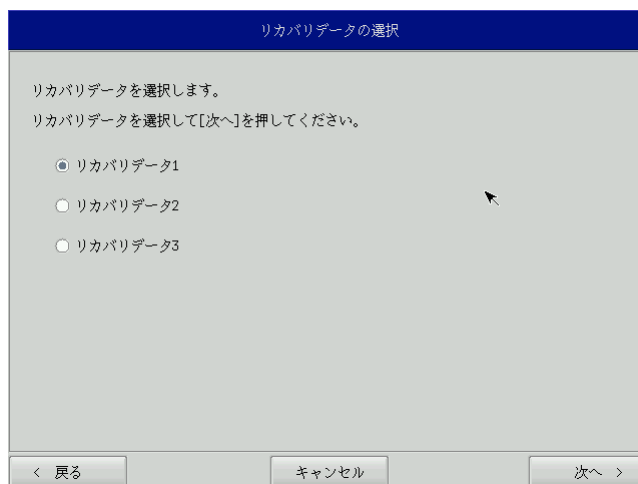 リカバリデータの選択
リカバリデータを選択します。
リカバリデータを選択して[次へ]を押してください。
リカバリデータ1
リカバリデータ2
リカバリデータ3
< 戻る
キャンセル
次へ >